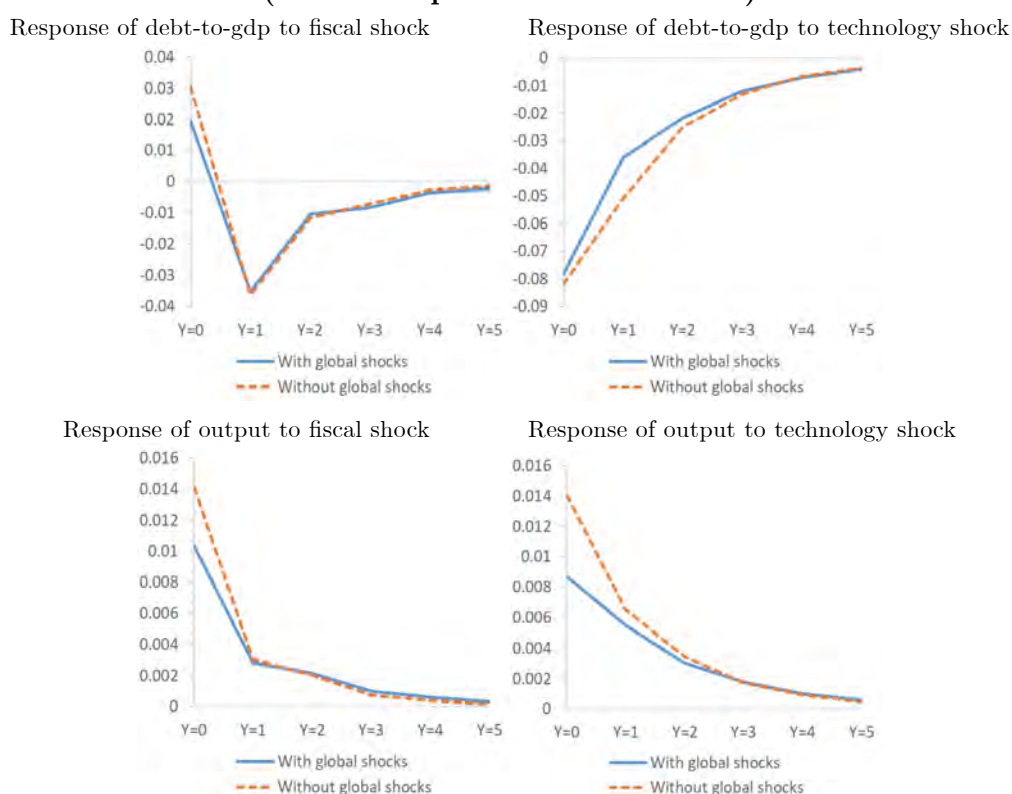 Response of debt-to-gdp to fiscal shock
0.04
0.03
0.02
0.01
0
-0.01
-0.02
-0.03
-0.04
Y=0 Y=1 Y=2 Y=3 Y=4 Y=5
With global shocks
Without global shocks
Response of debt-to-gdp to technology shock
0
-0.01
-0.02
-0.03
-0.04
-0.05
-0.06
-0.07
-0.08
-0.09
Y=0 Y=1 Y=2 Y=3 Y=4 Y=5
With global shocks
Without global shocks
Response of output to fiscal shock
0.016
0.014
0.012
0.01
0.008
0.006
0.004
0.002
0
Y=0 Y=1 Y=2 Y=3 Y=4 Y=5
With global shocks
Without global shocks
Response of output to technology shock
0.016
0.014
0.012
0.01
0.008
0.006
0.004
0.002
0
Y=0 Y=1 Y=2 Y=3 Y=4 Y=5
With global shocks
Without global shocks